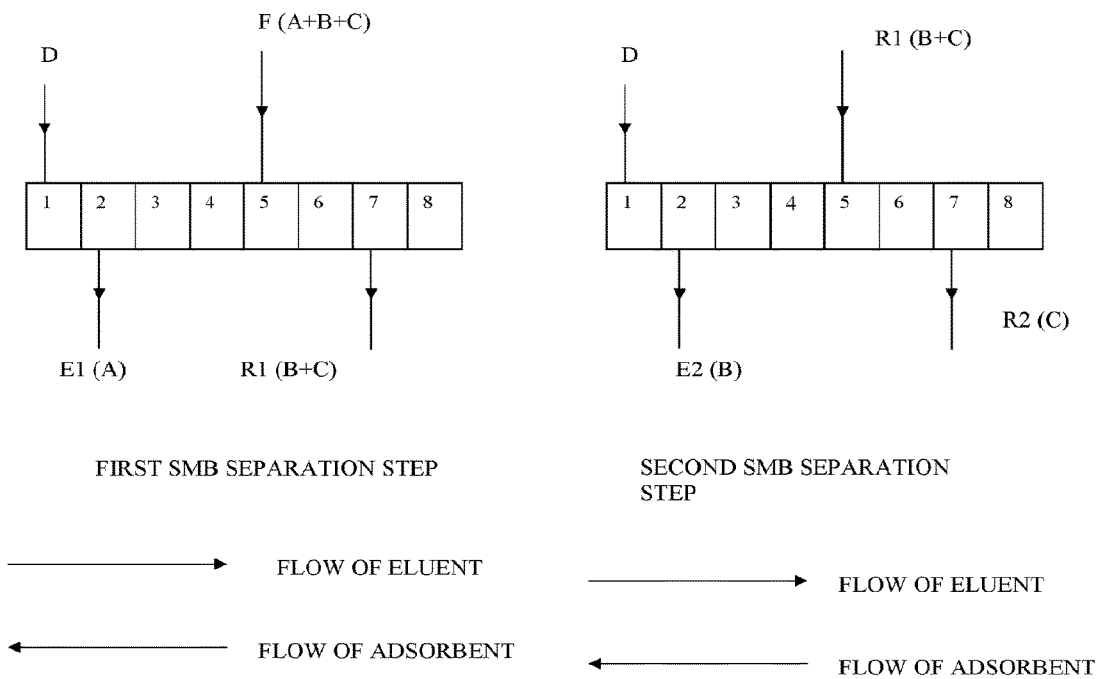 F (A+B+C)
D
1 2 3 4 5 6 7 8
E1 (A)
R1 (B+C)
FIRST SMB SEPARATION STEP
FLOW OF ELUENT
FLOW OF ADSORBENT
R1 (B+C)
D
1 2 3 4 5 6 7 8
R2 (C)
E2 (B)
SECOND SMB SEPARATION
STEP
FLOW OF ELUENT
FLOW OF ADSORBENT